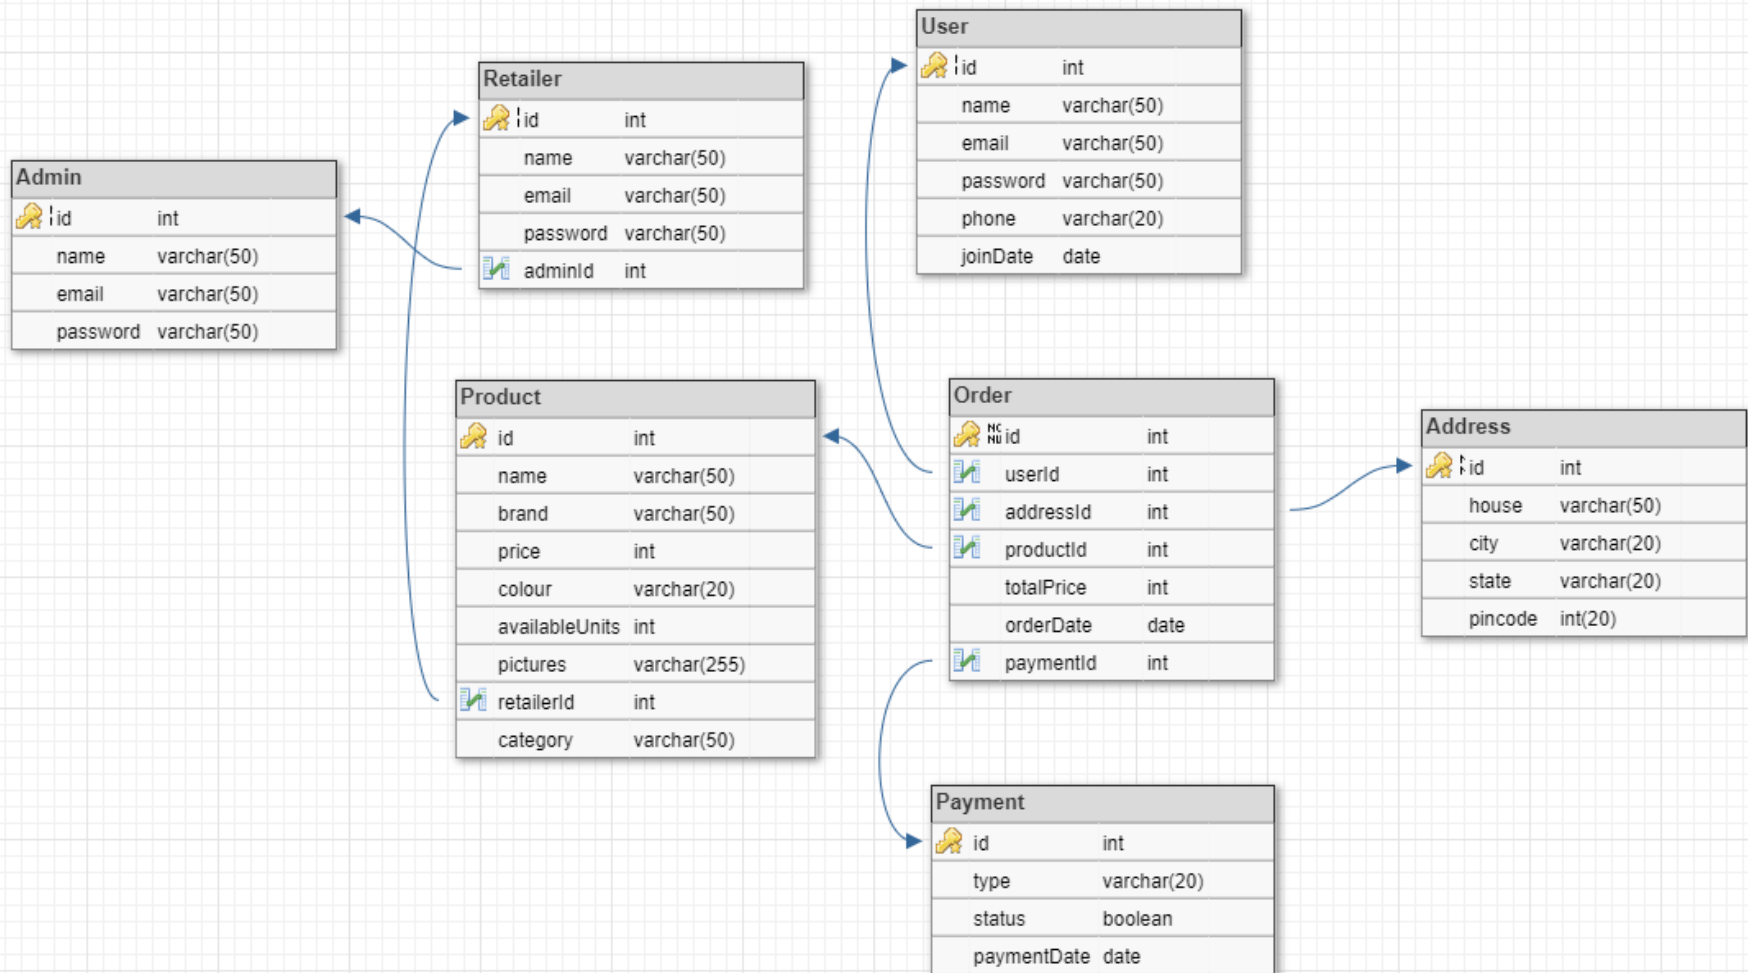 Admin
id int
name varchar(50)
email varchar(50)
password varchar(50)
Retailer
id int
name varchar(50)
email varchar(50)
password varchar(50)
adminId int
User
id int
name varchar(50)
email varchar(50)
password varchar(50)
phone varchar(20)
joinDate date
Product
id int
name varchar(50)
brand varchar(50)
price int
colour varchar(20)
availableUnits int
pictures varchar(255)
retailerId int
category varchar(50)
Order
id int
userId int
addressId int
productId int
totalPrice int
orderDate date
paymentId int
Address
id int
house varchar(50)
city varchar(20)
state varchar(20)
pincode int(20)
Payment
id int
type varchar(20)
status boolean
paymentDate date